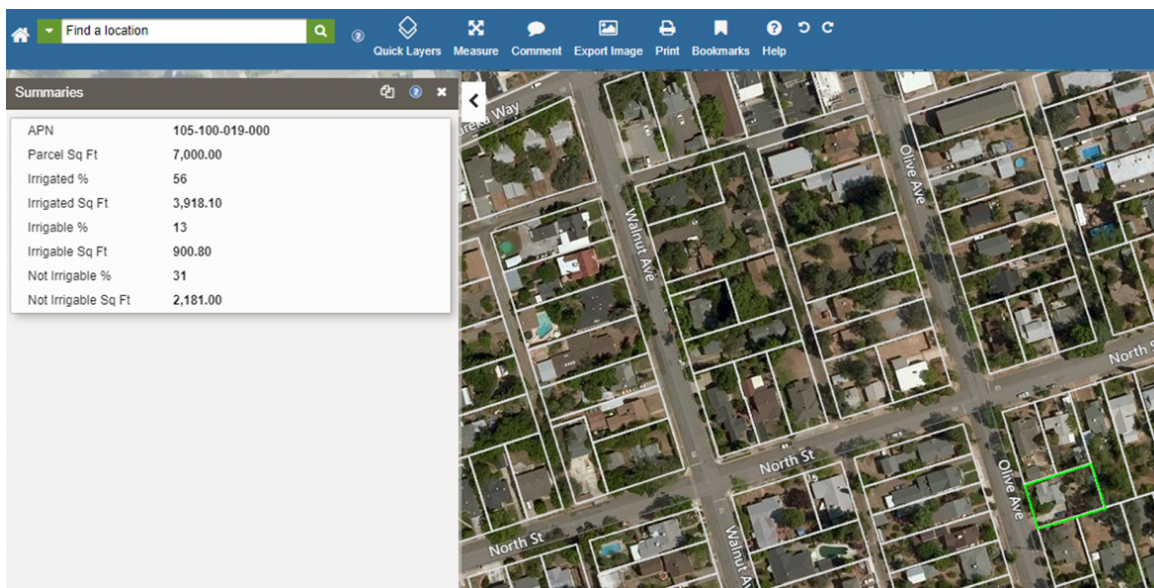 Find a location
Quick Layers Measure Comment Export Image Print Bookmarks Help
Summaries
APN 105-100-019-000
Parcel Sq Ft 7,000.00
Irrigated % 56
Irrigated Sq Ft 3,918.10
Irrigable % 13
Irrigable Sq Ft 900.80
Not Irrigable % 31
Not Irrigable Sq Ft 2,181.00
Way
Olive Ave
Walnut Ave
North
North St
Olive Ave
North St
Walnut